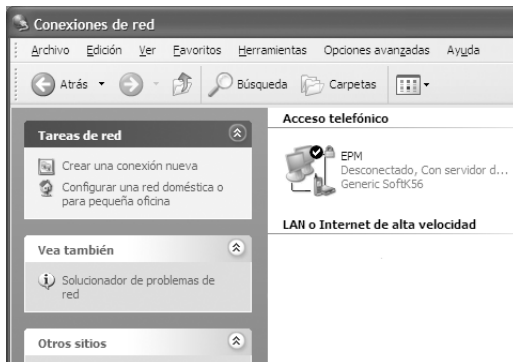 Conexiones de red
Archivo Edición Ver Favoritos Herramientas Opciones avanzadas Ayuda
Atrás Búsqueda Carpetas
Tareas de red
Crear una conexión nueva
Configurar una red doméstica o
para pequeña oficina
Vea también
Solucionador de problemas de
red
Otros sitios
Acceso telefónico
EPM
Desconectado, Con servidor d...
Generic SoftK56
LAN o Internet de alta velocidad